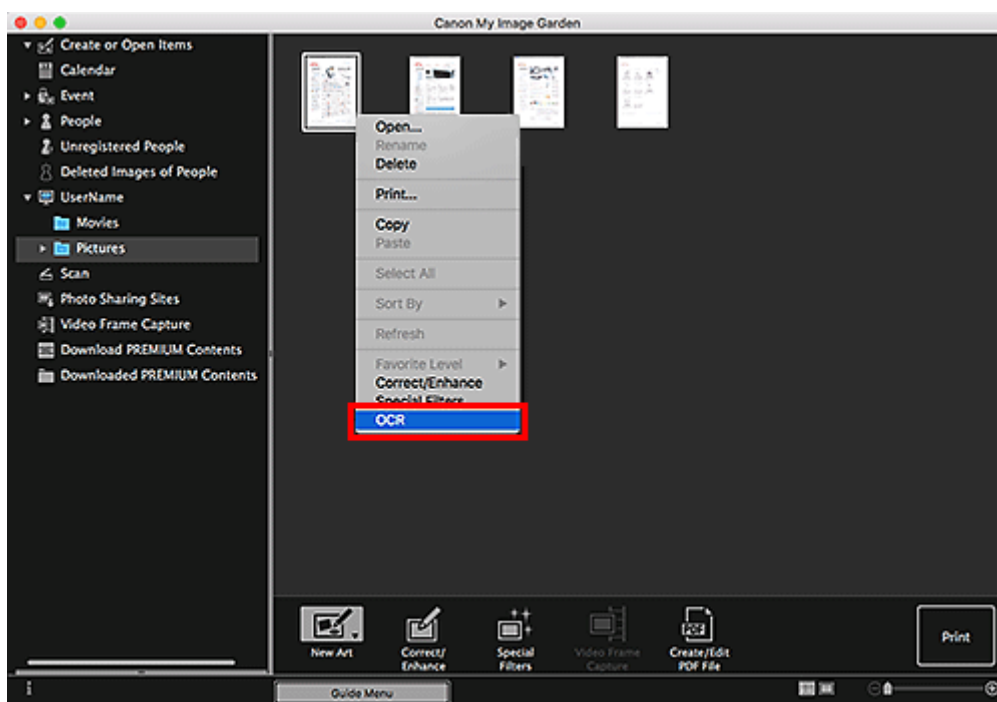 Canon My Image Garden
Create or Open Items
Calendar
Event
People
Unregistered People
Deleted Images of People
UserName
Movies
Pictures
Scan
Photo Sharing Sites
Video Frame Capture
Download PREMIUM Contents
Downloaded PREMIUM Contents
Open...
Rename
Delete
Print...
Copy
Paste
Select All
Sort By
Refresh
Favorite Level
Correct/Enhance
Special Filters
OCR
New Art
Correct/
Enhance
Special
Filters
Video Frame
Capture
PDF
Create/Edit
PDF File
Print
Guide Menu